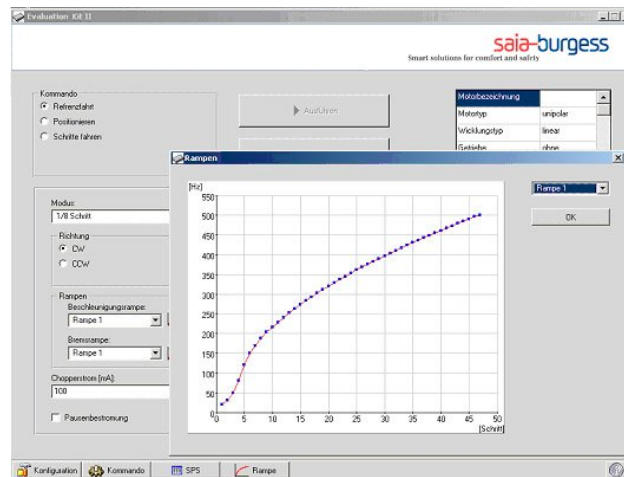 Evaluation Kit II
saia-burgess
Smart solutions for comfort and safety
Kommando
Refrenzfahrt
Positionieren
Schritte fahren
Ausführen
Motorbezeichnung
Motortyp unipolar
Wicklungstyp linear
Getriebe ohne
Rampen
[Hz]
550
500
450
400
350
300
250
200
150
100
50
0
0 5 10 15 20 25 30 35 40 45 50
[Schritt]
Rampe 1
OK
Modus:
1/8 Schritt
Richtung
CW
CCW
Rampen
Beschleunigungsrampe:
Rampe 1
Bremsrampe:
Rampe 1
Chopperstrom [mA]:
100
Pausenbestromung
Konfiguration Kommando SPS Rampe